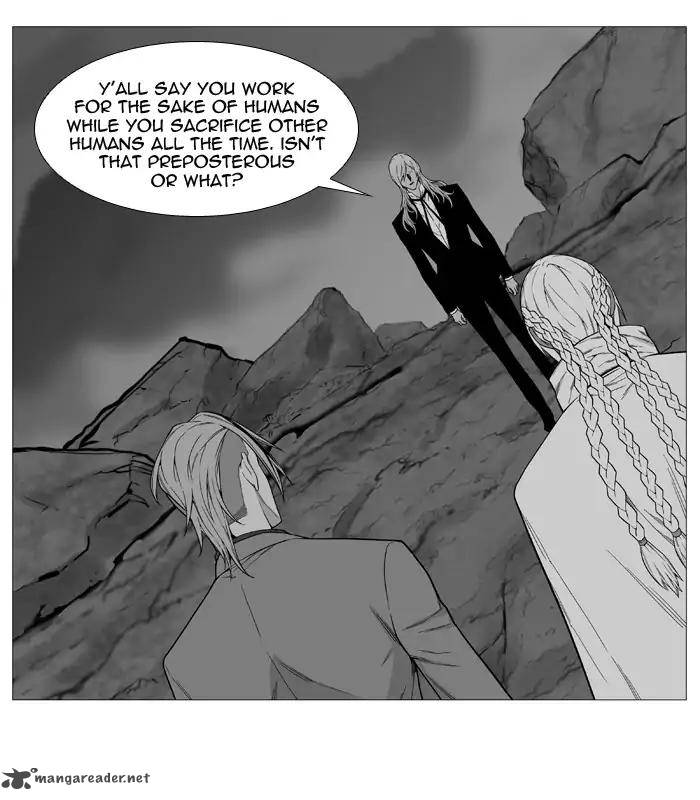 Y'ALL SAY YOU WORK
FOR THE SAKE OF HUMANS
WHILE YOU SACRIFICE OTHER
HUMANS ALL THE TIME. ISN'T
THAT PREPOSTEROUS
OR WHAT?
mangareader.net